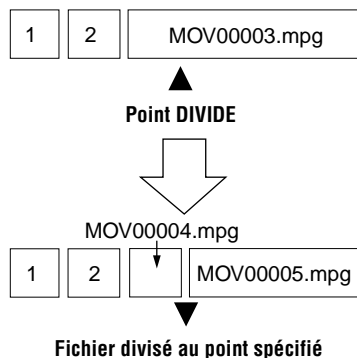 1 2 MOV00003.mpg
Point DIVIDE
MOV00004.mpg
1 2 MOV00005.mpg
Fichier divisé au point spécifié